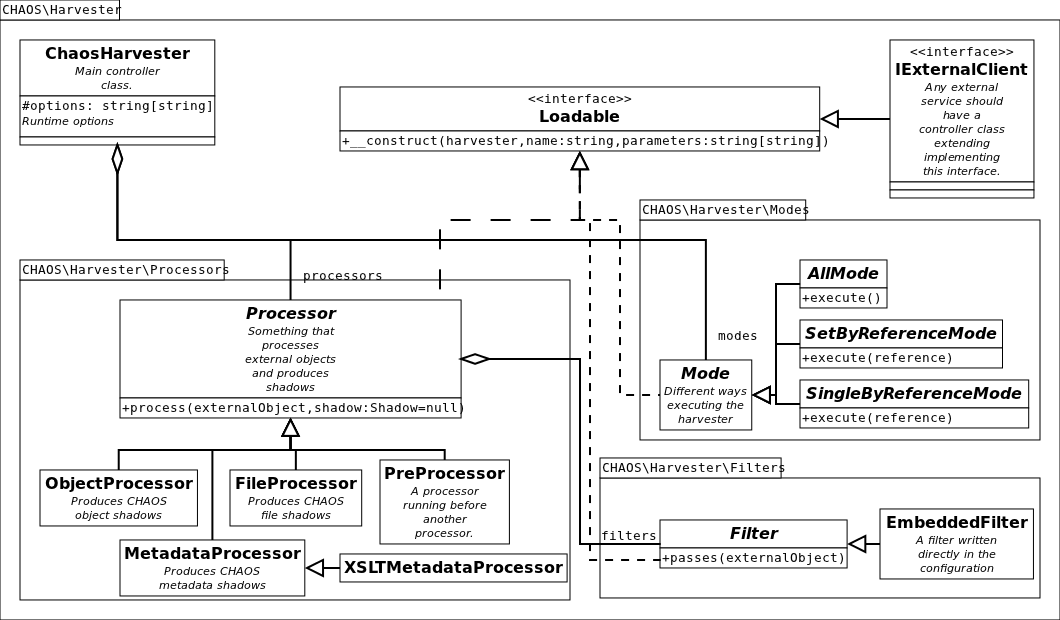 CHAOS\Harvester
ChaosHarvester
Main controller
class.
#options: string[string]
Runtime options
<<interface>>
Loadable
+__construct(harvester,name:string,parameters:string[string])
<<interface>>
IExternalClient
Any external
service should
have a
controller class
extending
implementing
this interface.
CHAOS\Harvester\Modes
AllMode
+execute()
SetByReferenceMode
+execute(reference)
SingleByReferenceMode
+execute(reference)
modes
Mode
Different ways
executing the
harvester
CHAOS\Harvester\Processors
processors
Processor
Something that
processes
external objects
and produces
shadows
+process(externalObject,shadow:Shadow=null)
ObjectProcessor
Produces CHAOS
object shadows
FileProcessor
Produces CHAOS
file shadows
PreProcessor
A processor
running before
another
processor.
MetadataProcessor
Produces CHAOS
metadata shadows
XSLTMetadataProcessor
CHAOS\Harvester\Filters
filters
Filter
+passes(externalObject)
EmbeddedFilter
A filter written
directly in the
configuration